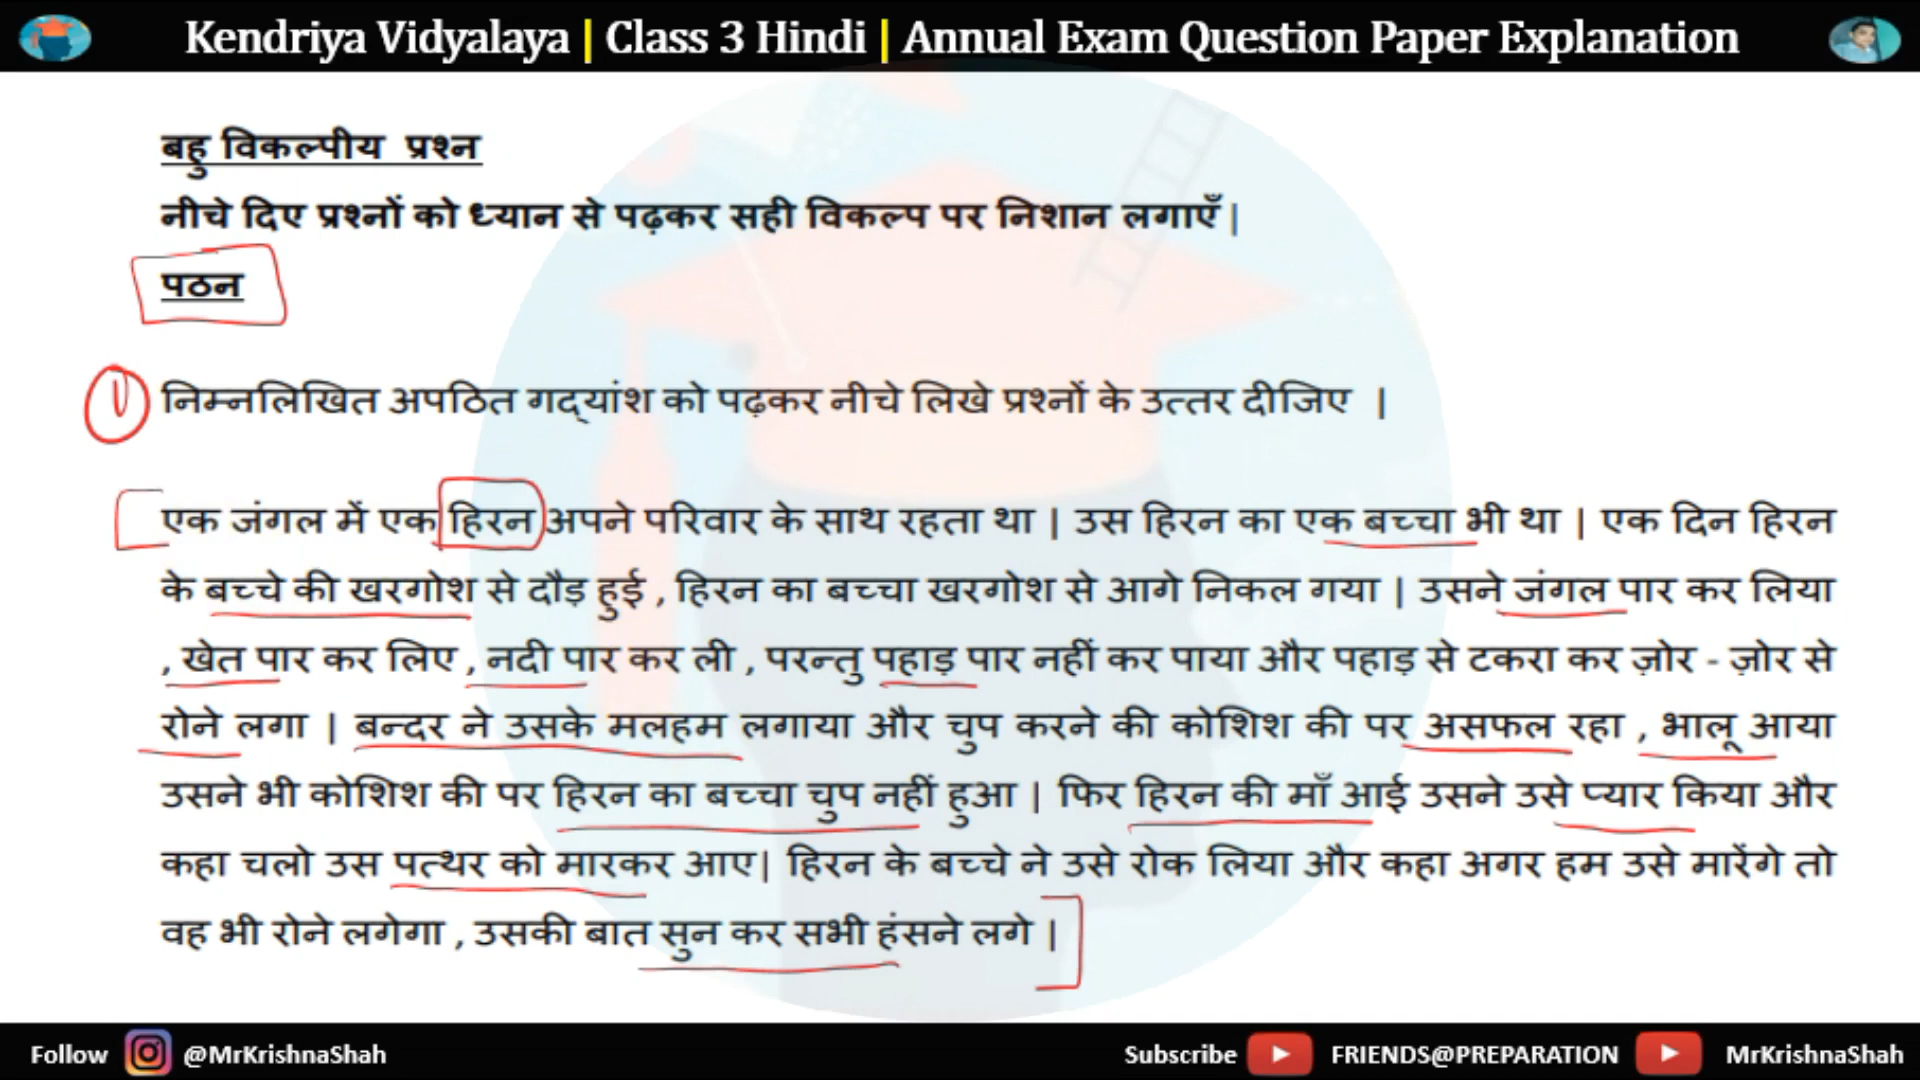 Kendriya Vidyalaya | Class 3 Hindi | Annual Exam Question Paper Explanation
बहु विकल्पीय प्रश्न
नीचे दिए प्रश्नों को ध्यान से पढ़कर सही विकल्प पर निशान लगाएँ |
पठन
1 निम्नलिखित अपठित गद्‌यांश को पढ़कर नीचे लिखे प्रश्नों के उत्तर दीजिए |
एक जंगल में एक हिरन अपने परिवार के साथ रहता था | उस हिरन का एक बच्चा भी था | एक दिन हिरन
के बच्चे की खरगोश से दौड़ हुई , हिरन का बच्चा खरगोश से आगे निकल गया | उसने जंगल पार कर लिया
, खेत पार कर लिए , नदी पार कर ली , परन्तु पहाड़ पार नहीं कर पाया और पहाड़ से टकरा कर ज़ोर - ज़ोर से
रोने लगा | बन्दर ने उसके मलहम लगाया और चुप करने की कोशिश की पर असफल रहा , भालू आया
उसने भी कोशिश की पर हिरन का बच्चा चुप नहीं हुआ | फिर हिरन की माँ आई उसने उसे प्यार किया और
कहा चलो उस पत्थर को मारकर आए| हिरन के बच्चे ने उसे रोक लिया और कहा अगर हम उसे मारेंगे तो
वह भी रोने लगेगा , उसकी बात सुन कर सभी हंसने लगे |
Follow @MrKrishnaShah Subscribe FRIENDS@PREPARATION MrKrishnaShah